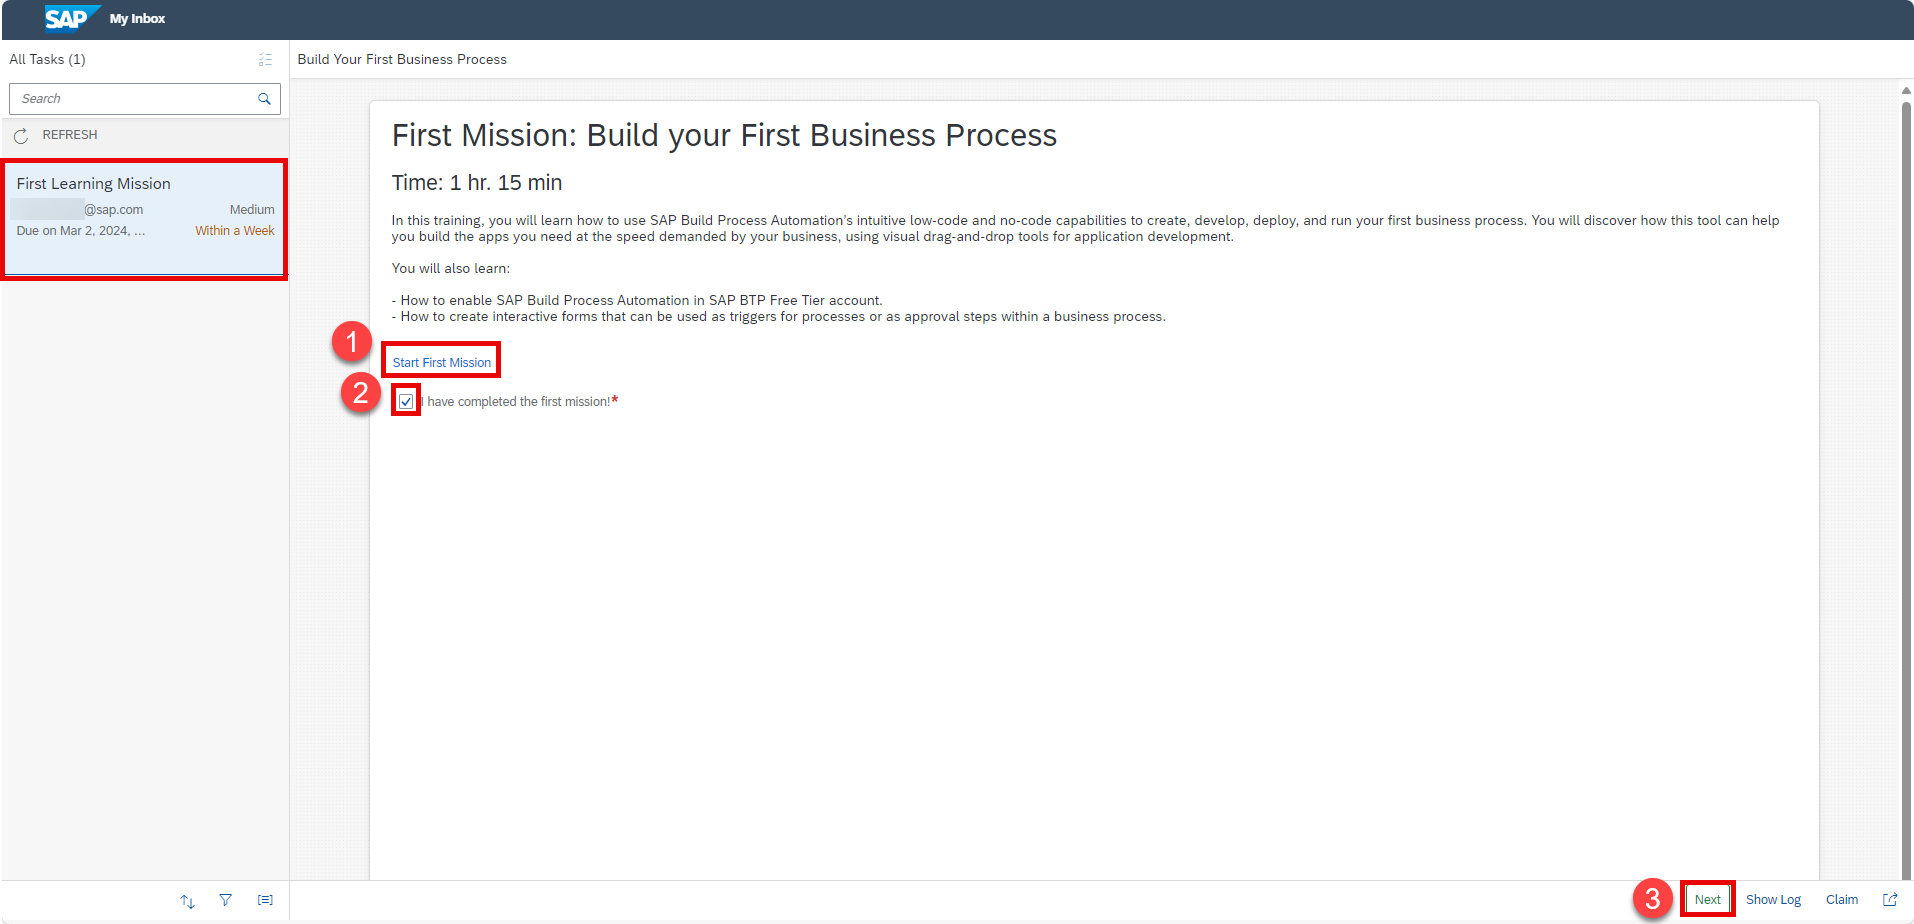 SAP My Inbox
All Tasks (1)
Search
REFRESH
First Learning Mission
@sap.com Medium
Due on Mar 2, 2024, ... Within a Week
Build Your First Business Process
First Mission: Build your First Business Process
Time: 1 hr. 15 min
In this training, you will learn how to use SAP Build Process Automation's intuitive low-code and no-code capabilities to create, develop, deploy, and run your first business process. You will discover how this tool can help
you build the apps you need at the speed demanded by your business, using visual drag-and-drop tools for application development.
You will also learn:
- How to enable SAP Build Process Automation in SAP BTP Free Tier account.
- How to create interactive forms that can be used as triggers for processes or as approval steps within a business process.
1
Start First Mission
2
I have completed the first mission!*
3
Next Show Log Claim